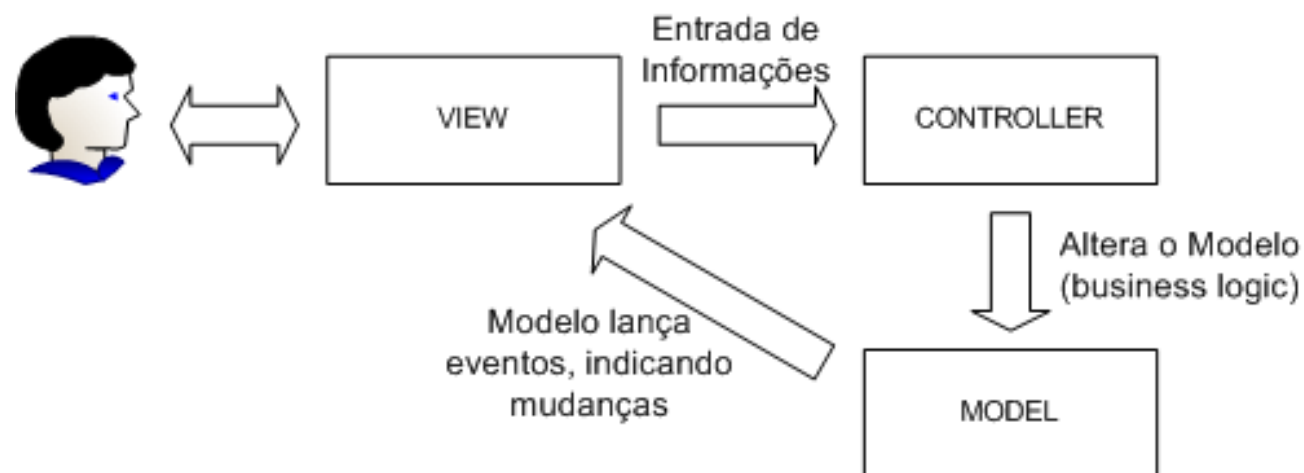 Entrada de
Informações
VIEW
CONTROLLER
Altera o Modelo
(business logic)
Modelo lança
eventos, indicando
mudanças
MODEL